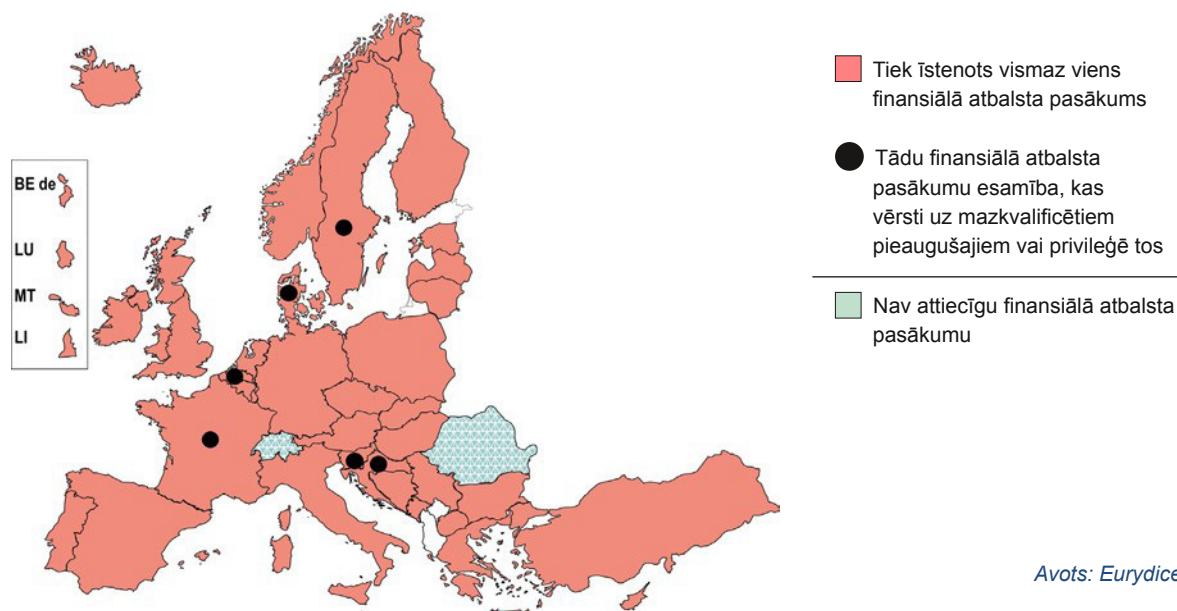 BE de
LU
MT
LI
Tiek īstenots vismaz viens
finansiālā atbalsta pasākums
Tādu finansiālā atbalsta
pasākumu esamība, kas
vērsti uz mazkvalificētiem
pieaugušajiem vai privileģē tos
Nav attiecīgu finansiālā atbalsta
pasākumu
Avots: Eurydice